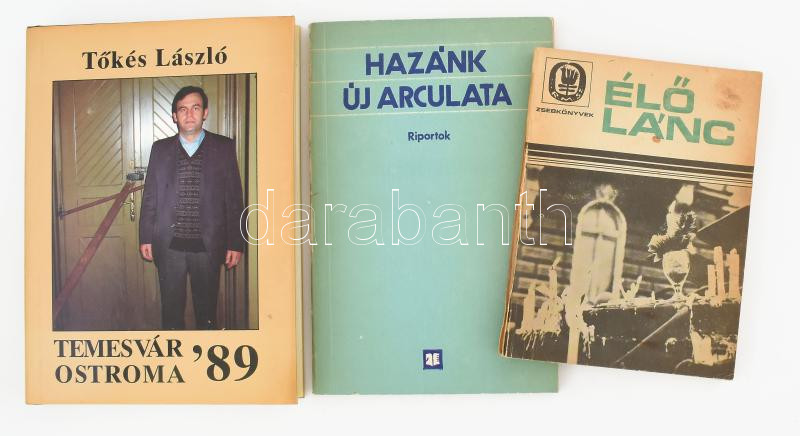 Tőkés László
TEMESVÁR
OSTROMA '89
HAZÁNK
ÚJ ARCULATA
Riportok
ZSEBKÖNYVEK
ÉLŐ
LÁNC
darabanth